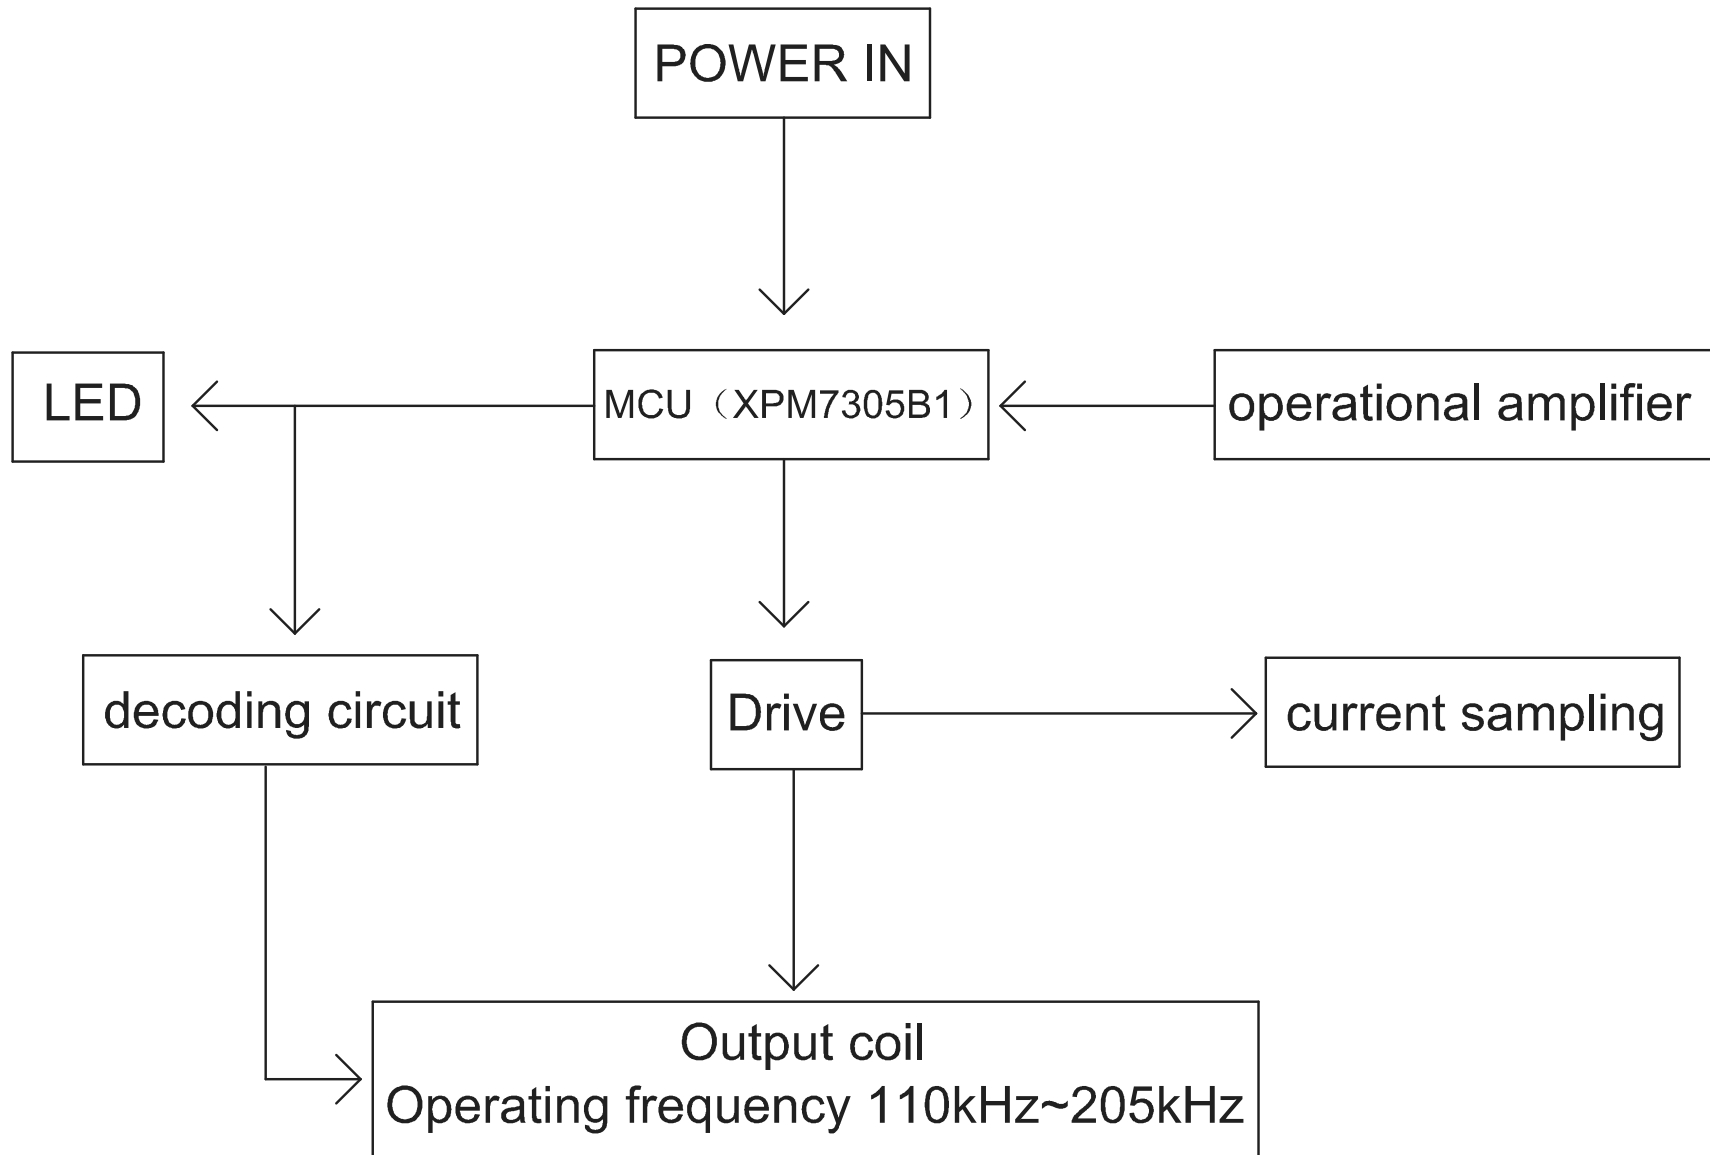 POWER IN
LED
MCU（XPM7305B1）
operational amplifier
decoding circuit
Drive
current sampling
Output coil
Operating frequency 110kHz~205kHz